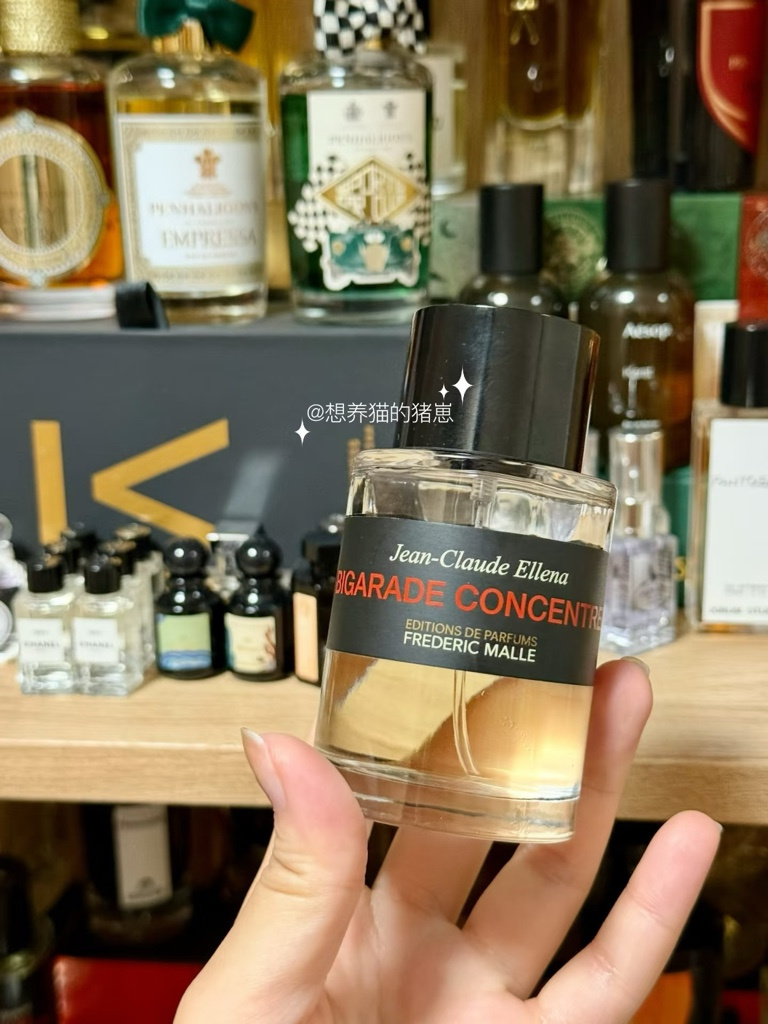 PENHALIGON'S
EMPRESSA
PENHALIGON'S
Aesop
@想养猫的猪崽
Jean-Claude Ellena
BIGARADE CONCENTRE
EDITIONS DE PARFUMS
FREDERIC MALLE
CHANEL
CHANEL